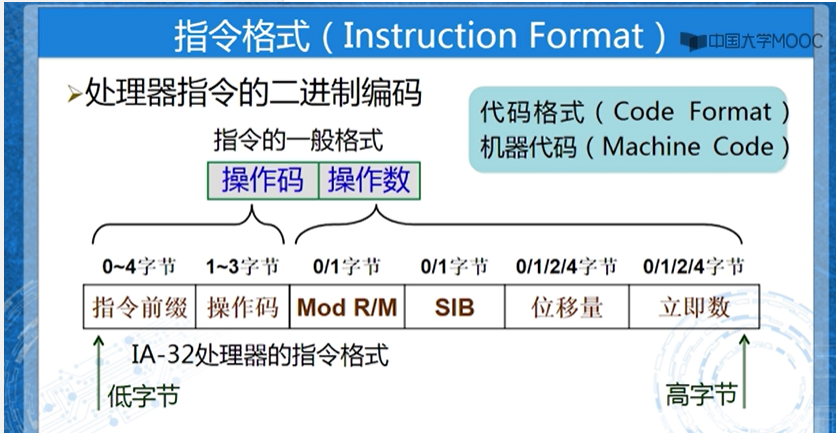 指令格式（Instruction Format）
中国大学MOOC
➢处理器指令的二进制编码
代码格式（Code Format）
机器代码（Machine Code）
指令的一般格式
操作码 操作数
0~4字节 1~3字节 0/1字节 0/1字节 0/1/2/4字节 0/1/2/4字节
指令前缀 操作码 Mod R/M SIB 位移量 立即数
IA-32处理器的指令格式
低字节 高字节